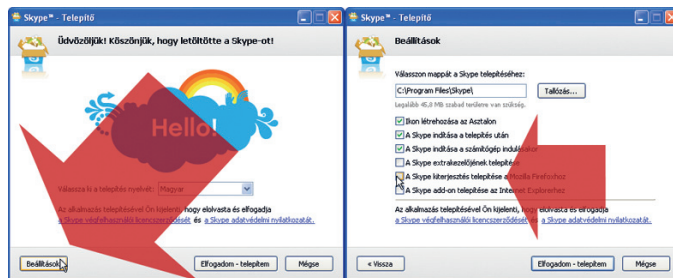 Skype™ - Telepítő
Üdvözöljük! Köszönjük, hogy letöltötte a Skype-ot!
Hello!
Válassza ki a telepítés nyelvét: Magyar
Az alkalmazás telepítésével Ön kijelenti, hogy elolvasta és elfogadja
a Skype végfelhasználói licencszerződését és a Skype adatvédelmi nyilatkozatát.
Beállítások
Elfogadom - telepítem
Mégse
Skype™ - Telepítő
Beállítások
Válasszon mappát a Skype telepítéséhez:
C:\Program Files\Skype\
Tallózás...
Legalább 45,0 MB szabad területre van szükség.
Ikon létrehozása az Asztalon
A Skype indítása a telepítés után
A Skype indítása a számítógép indulásakor
A Skype extrakezelőjének telepítése
A Skype kiterjesztés telepítése a Mozilla Firefoxhoz
A Skype add-on telepítése az Internet Explorerhez
Az alkalmazás telepítésével Ön kijelenti, hogy elolvasta és elfogadja
a Skype végfelhasználói licencszerződését és a Skype adatvédelmi nyilatkozatát.
« Vissza
Elfogadom - telepítem
Mégse